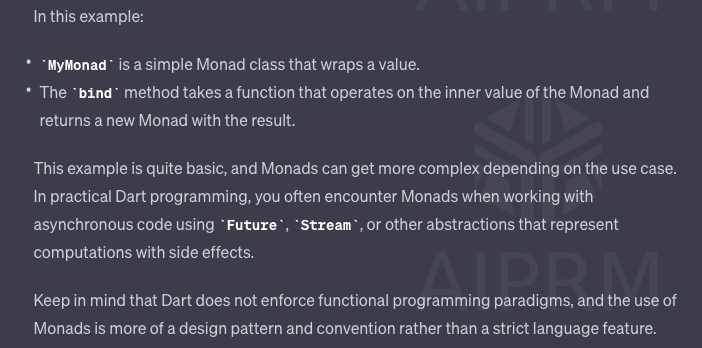 In this example:
• `MyMonad` is a simple Monad class that wraps a value.
• The `bind` method takes a function that operates on the inner value of the Monad and
returns a new Monad with the result.
This example is quite basic, and Monads can get more complex depending on the use case.
In practical Dart programming, you often encounter Monads when working with
asynchronous code using `Future`, `Stream`, or other abstractions that represent
computations with side effects.
Keep in mind that Dart does not enforce functional programming paradigms, and the use of
Monads is more of a design pattern and convention rather than a strict language feature.
AIPRM
AIPRM